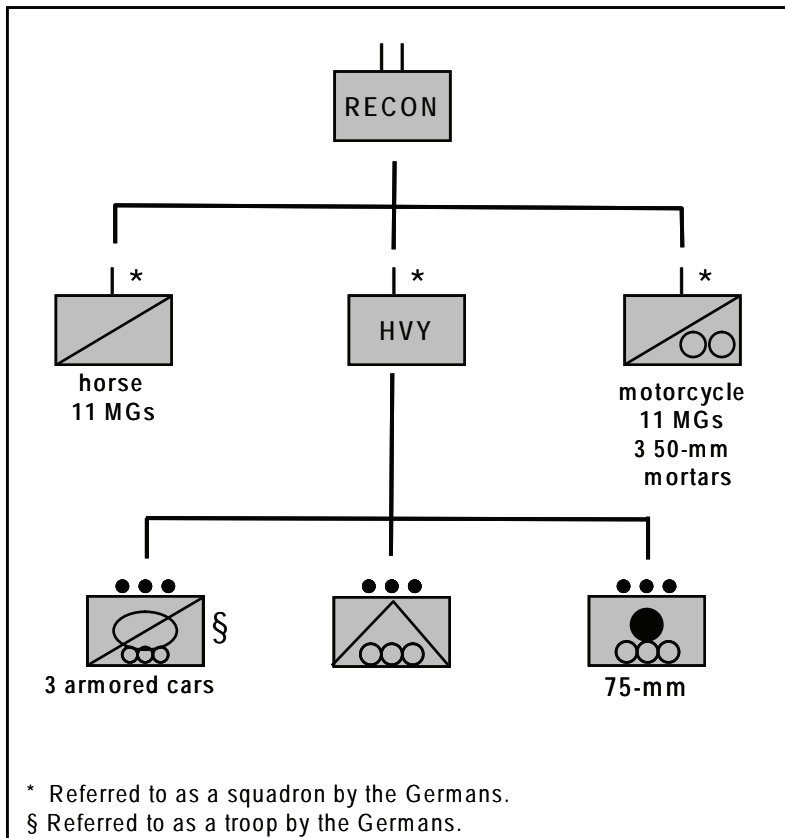 RECON
*
*
*
HVY
horse
11 MGs
motorcycle
11 MGs
3 50-mm
mortars
§
3 armored cars
75-mm
* Referred to as a squadron by the Germans.
§ Referred to as a troop by the Germans.